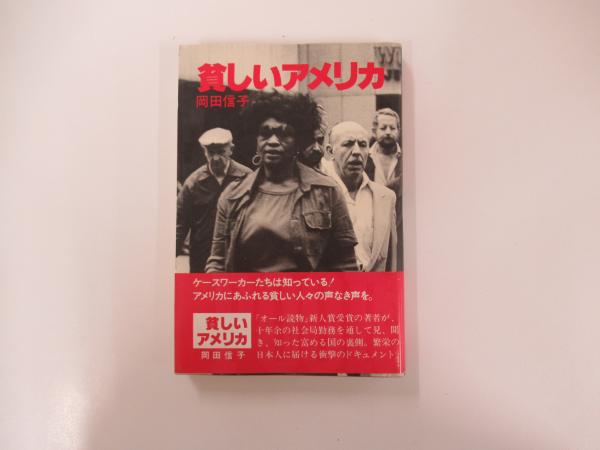 貧しいアメリカ
岡田信子
ケースワーカーたちは知っている!
アメリカにあふれる貧しい人々の声なき声を。
貧しい
アメリカ
岡田信子
「オール読物」新人賞受賞の著者が、
十年余の社会局勤務を通して見、聞
き、知った富める国の裏側。繁栄の
日本人に届ける衝撃のドキュメント